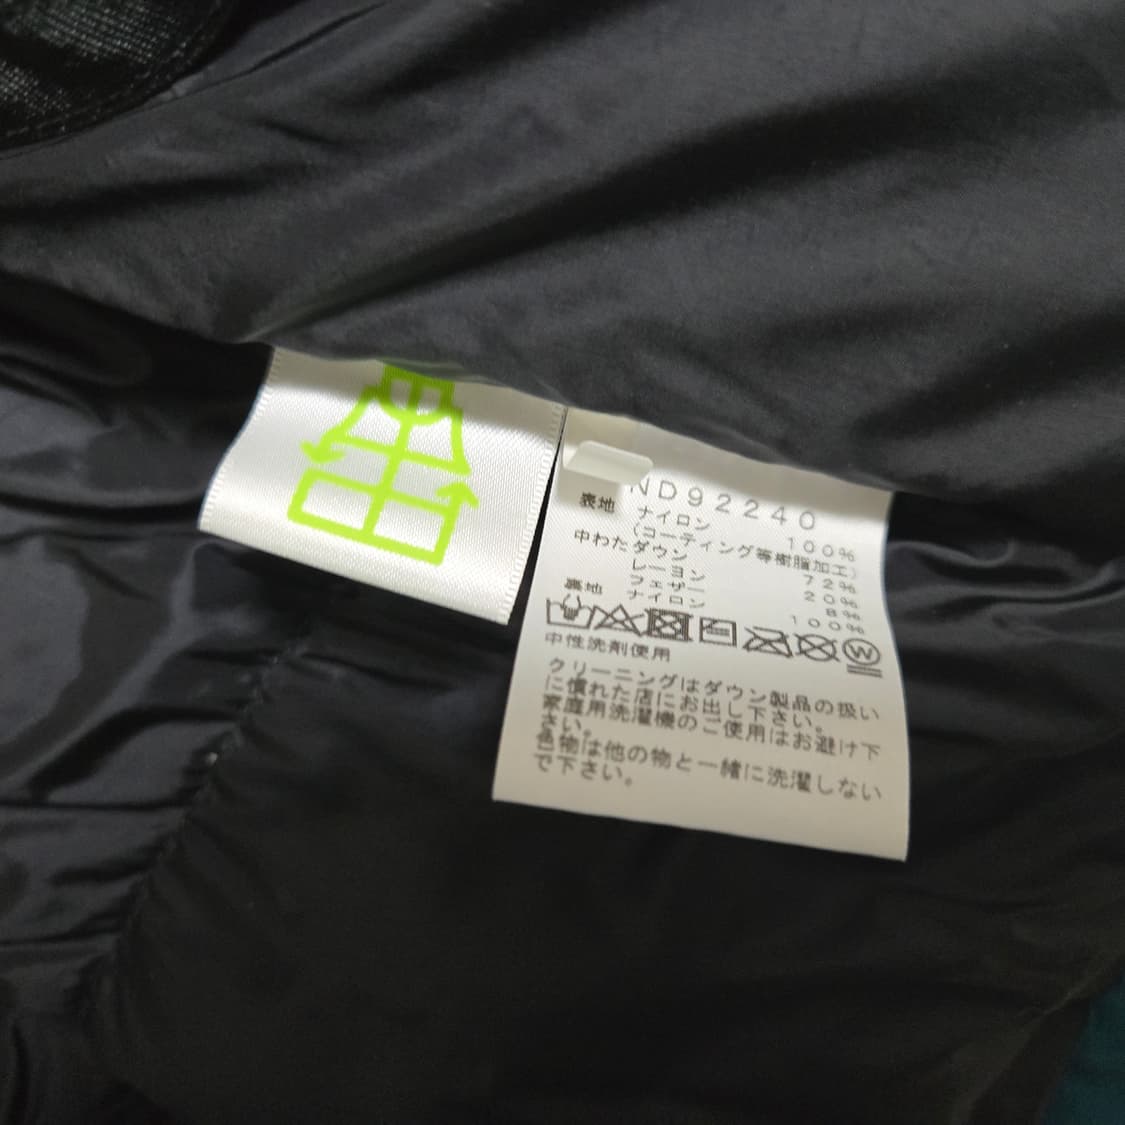 ND92240
表地 ナイロン 100%
(コーティング等樹脂加工)
中わた ダウン 72%
レーヨン 20%
フェザー 8%
裏地 ナイロン 100%
W
中性洗剤使用
クリーニングはダウン製品の扱い
に慣れた店にお出し下さい。
家庭用洗濯機のご使用はお避け下
さい。
色物は他の物と一緒に洗濯しない
で下さい。